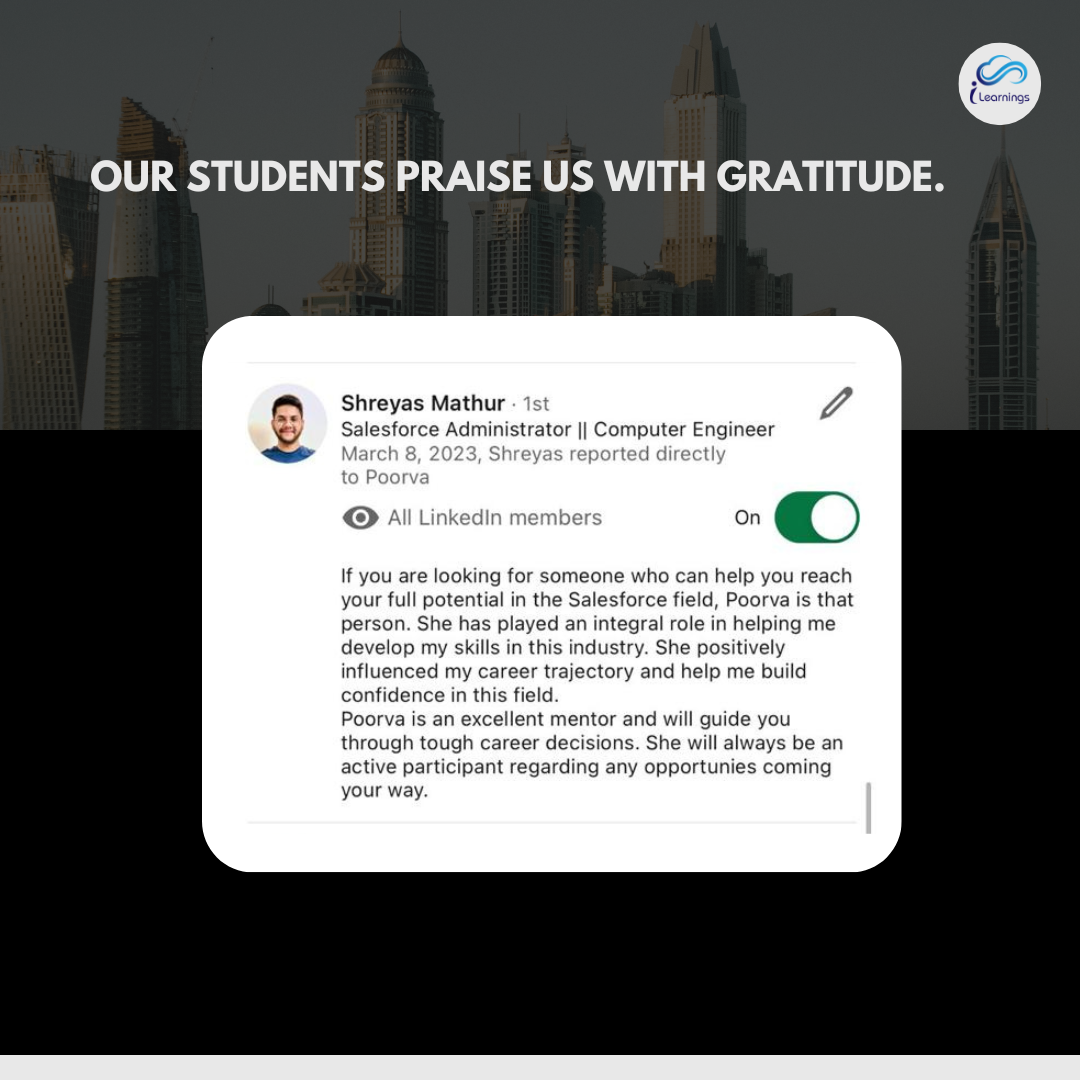 iLearnings
OUR STUDENTS PRAISE US WITH GRATITUDE.
Shreyas Mathur · 1st
Salesforce Administrator || Computer Engineer
March 8, 2023, Shreyas reported directly
to Poorva
All LinkedIn members
On
If you are looking for someone who can help you reach
your full potential in the Salesforce field, Poorva is that
person. She has played an integral role in helping me
develop my skills in this industry. She positively
influenced my career trajectory and help me build
confidence in this field.
Poorva is an excellent mentor and will guide you
through tough career decisions. She will always be an
active participant regarding any opportunies coming
your way.